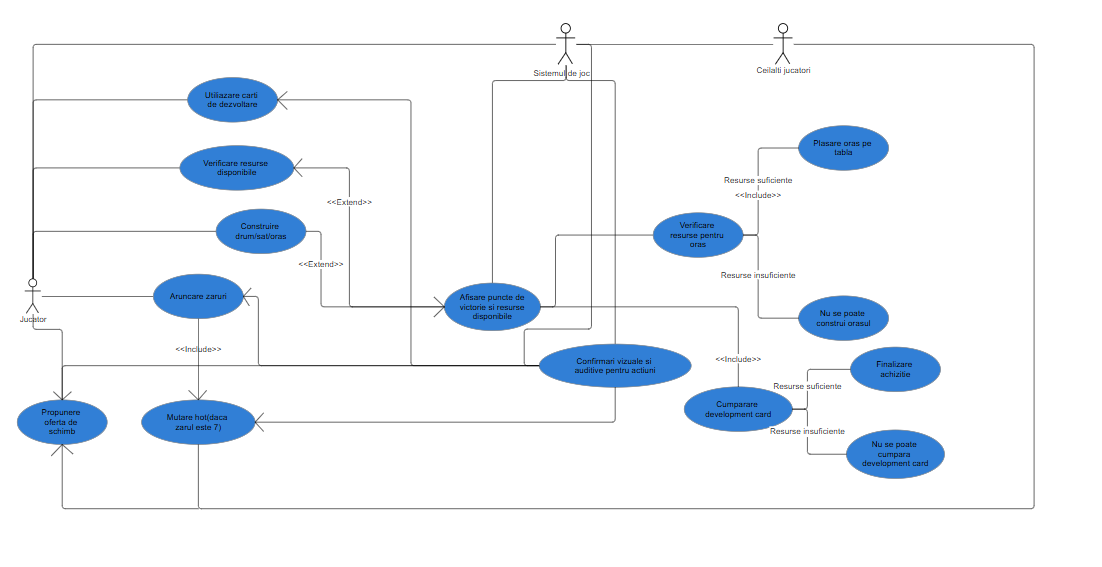 Sistemul de joc
Ceilalti jucatori
Utiliazare carti
de dezvoltare
Plasare oras pe
tabla
Verificare resurse
disponibile
Resurse suficiente
<<Include>>
<<Extend>>
Construire
drum/sat/oras
Verificare
resurse pentru
oras
<<Extend>>
Resurse insuficiente
Aruncare zaruri
Afisare puncte de
victorie si resurse
disponibile
Jucator
Nu se poate
construi orasul
<<Include>>
<<Include>>
Confirmari vizuale si
auditive pentru actiuni
Finalizare
achizitie
Resurse suficiente
Propunere
oferta de
schimb
Mutare hot(daca
zarul este 7)
Cumparare
development card
Resurse insuficiente
Nu se poate
cumpara
development card